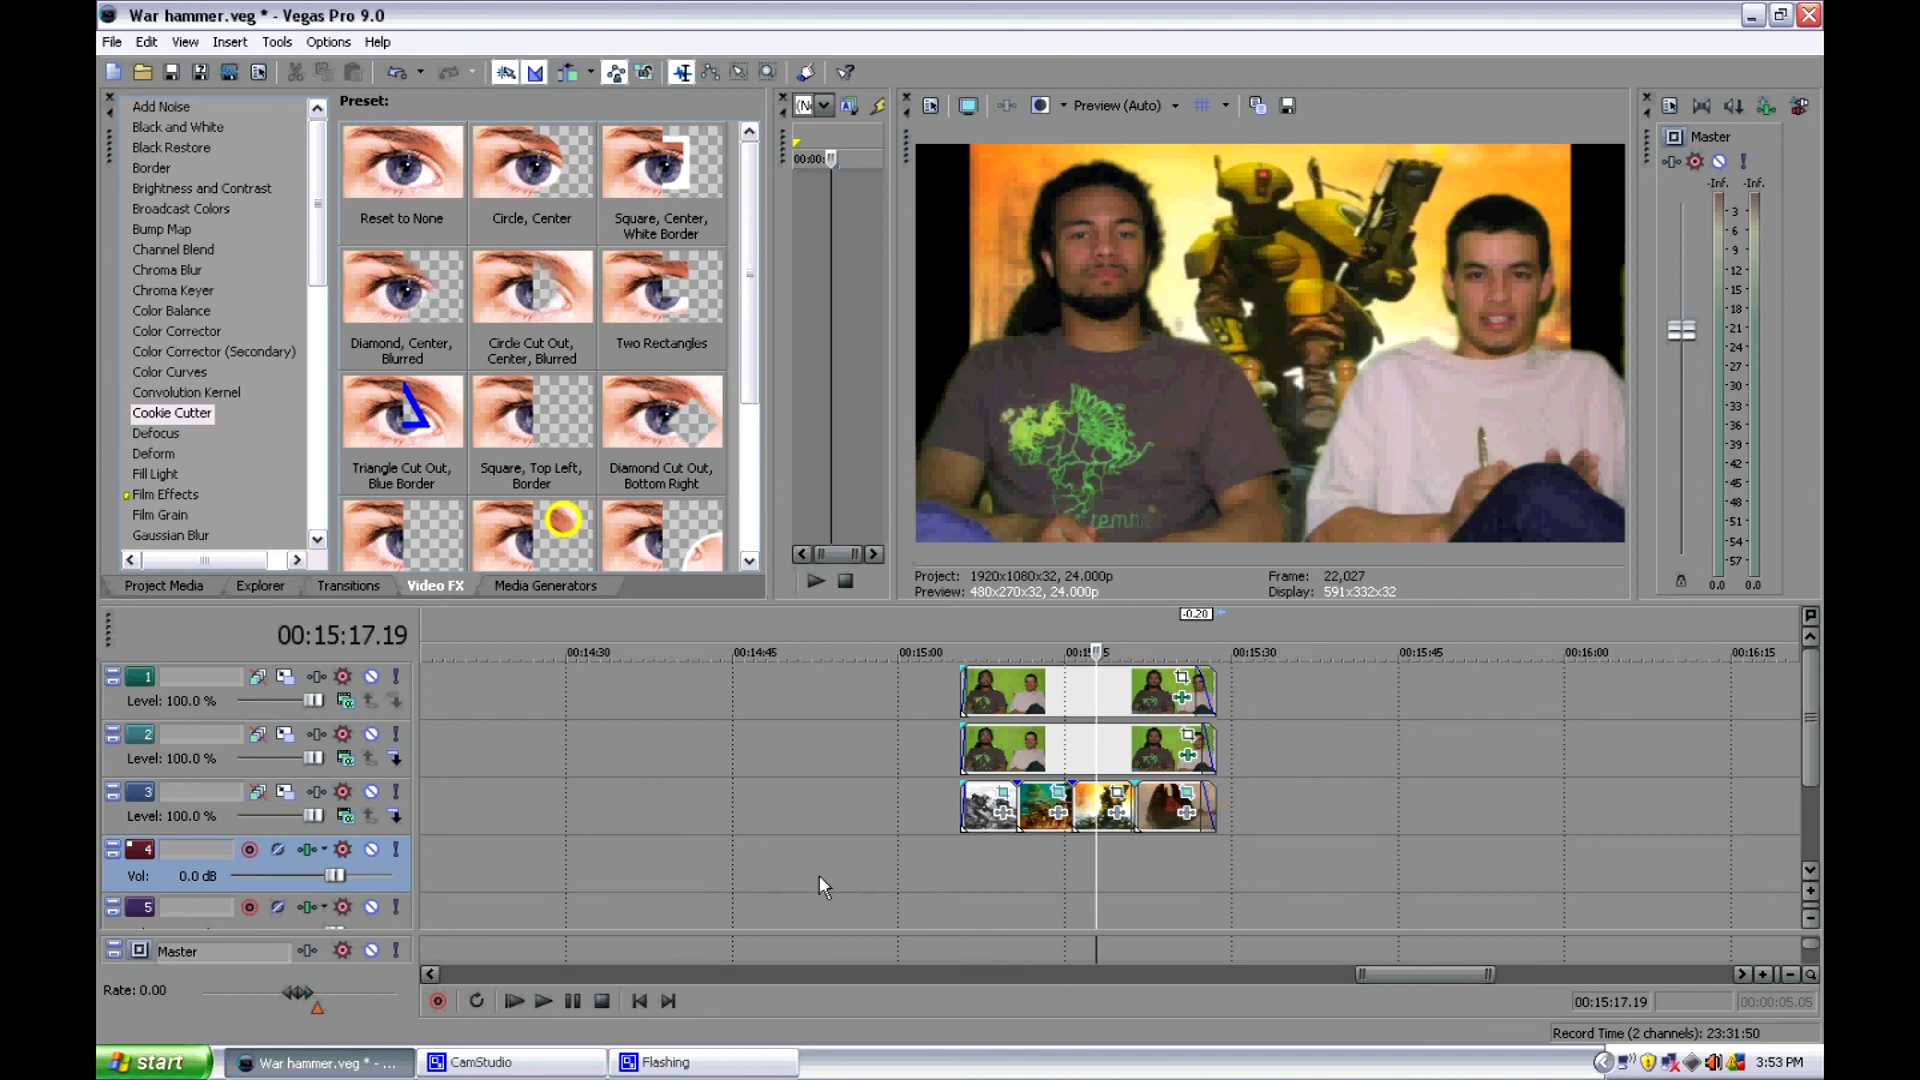 War hammer.veg * - Vegas Pro 9.0
File Edit View Insert Tools Options Help
Add Noise
Black and White
Black Restore
Border
Brightness and Contrast
Broadcast Colors
Bump Map
Channel Blend
Chroma Blur
Chroma Keyer
Color Balance
Color Corrector
Color Corrector (Secondary)
Color Curves
Convolution Kernel
Cookie Cutter
Defocus
Deform
Fill Light
Film Effects
Film Grain
Gaussian Blur
Preset:
Reset to None
Circle, Center
Square, Center,
White Border
Diamond, Center,
Blurred
Circle Cut Out,
Center, Blurred
Two Rectangles
Triangle Cut Out,
Blue Border
Square, Top Left,
Border
Diamond Cut Out,
Bottom Right
Project Media Explorer Transitions Video FX Media Generators
00:00:
Preview (Auto)
Project: 1920x1080x32, 24.000p
Preview: 480x270x32, 24.000p
Frame: 22,027
Display: 591x332x32
Master
-Inf. -Inf.
3
6
9
12
15
18
21
24
27
30
33
36
39
42
45
48
51
54
57
0.0 0.0
-0.20
00:15:17.19
00:14:30 00:14:45 00:15:00 00:15:30 00:15:45 00:16:00 00:16:15
1
Level: 100.0 %
2
Level: 100.0 %
3
Level: 100.0 %
4
Vol: 0.0 dB
5
Master
Rate: 0.00
00:15:17.19 00:00:05.05
Record Time (2 channels): 23:31:50
start War hammer.veg * - ... CamStudio Flashing 3:53 PM